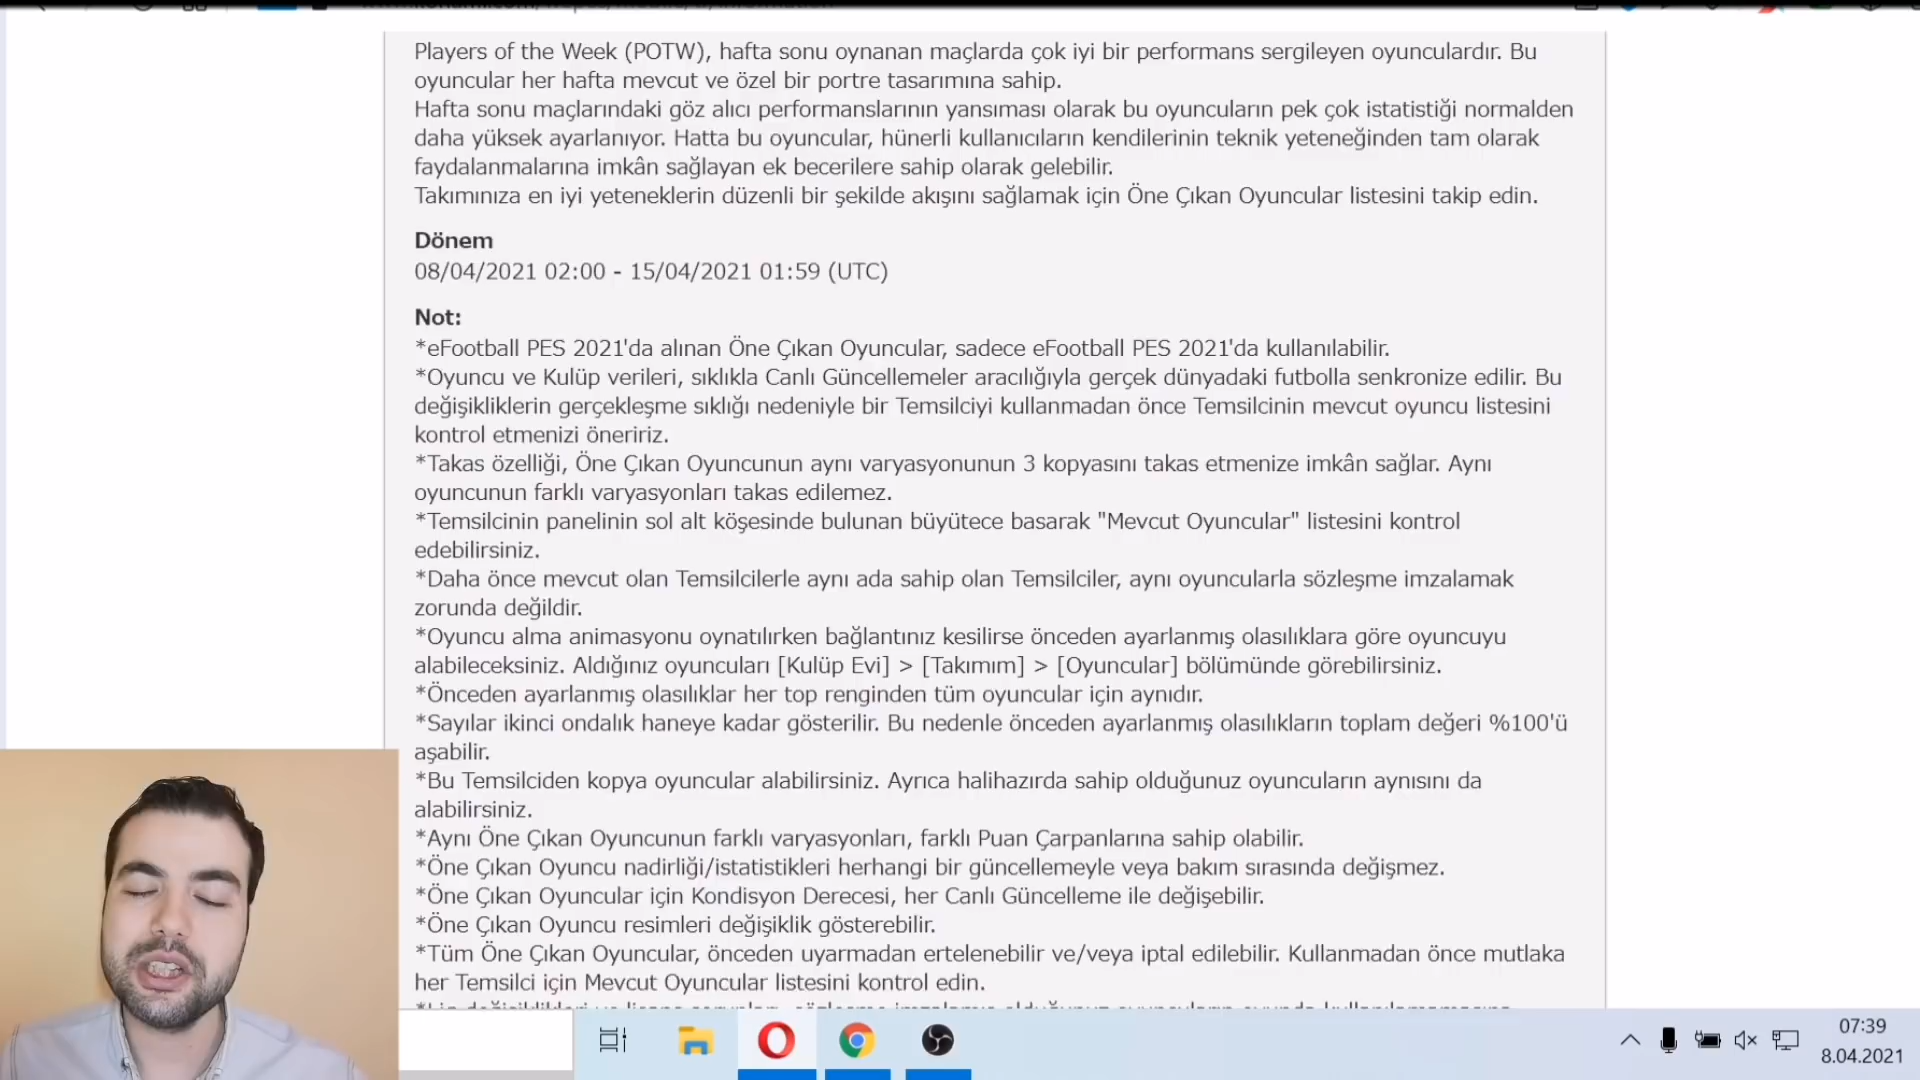 Players of the Week (POTW), hafta sonu oynanan maçlarda çok iyi bir performans sergileyen oyunculardır. Bu
oyuncular her hafta mevcut ve özel bir portre tasarımına sahip.
Hafta sonu maçlarındaki göz alıcı performanslarının yansıması olarak bu oyuncuların pek çok istatistiği normalden
daha yüksek ayarlanıyor. Hatta bu oyuncular, hünerli kullanıcıların kendilerinin teknik yeteneğinden tam olarak
faydalanmalarına imkân sağlayan ek becerilere sahip olarak gelebilir.
Takımınıza en iyi yeteneklerin düzenli bir şekilde akışını sağlamak için Öne Çıkan Oyuncular listesini takip edin.
Dönem
08/04/2021 02:00 - 15/04/2021 01:59 (UTC)
Not:
*eFootball PES 2021'da alınan Öne Çıkan Oyuncular, sadece eFootball PES 2021'da kullanılabilir.
*Oyuncu ve Kulüp verileri, sıklıkla Canlı Güncellemeler aracılığıyla gerçek dünyadaki futbolla senkronize edilir. Bu
değişikliklerin gerçekleşme sıklığı nedeniyle bir Temsilciyi kullanmadan önce Temsilcinin mevcut oyuncu listesini
kontrol etmenizi öneririz.
*Takas özelliği, Öne Çıkan Oyuncunun aynı varyasyonunun 3 kopyasını takas etmenize imkân sağlar. Aynı
oyuncunun farklı varyasyonları takas edilemez.
*Temsilcinin panelinin sol alt köşesinde bulunan büyütece basarak "Mevcut Oyuncular" listesini kontrol
edebilirsiniz.
*Daha önce mevcut olan Temsilcilerle aynı ada sahip olan Temsilciler, aynı oyuncularla sözleşme imzalamak
zorunda değildir.
*Oyuncu alma animasyonu oynatılırken bağlantınız kesilirse önceden ayarlanmış olasılıklara göre oyuncuyu
alabileceksiniz. Aldığınız oyuncuları [Kulüp Evi] > [Takımım] > [Oyuncular] bölümünde görebilirsiniz.
*Önceden ayarlanmış olasılıklar her top renginden tüm oyuncular için aynıdır.
*Sayılar ikinci ondalık haneye kadar gösterilir. Bu nedenle önceden ayarlanmış olasılıkların toplam değeri %100'ü
aşabilir.
*Bu Temsilciden kopya oyuncular alabilirsiniz. Ayrıca halihazırda sahip olduğunuz oyuncuların aynısını da
alabilirsiniz.
*Aynı Öne Çıkan Oyuncunun farklı varyasyonları, farklı Puan Çarpanlarına sahip olabilir.
*Öne Çıkan Oyuncu nadirliği/istatistikleri herhangi bir güncellemeyle veya bakım sırasında değişmez.
*Öne Çıkan Oyuncular için Kondisyon Derecesi, her Canlı Güncelleme ile değişebilir.
*Öne Çıkan Oyuncu resimleri değişiklik gösterebilir.
*Tüm Öne Çıkan Oyuncular, önceden uyarmadan ertelenebilir ve/veya iptal edilebilir. Kullanmadan önce mutlaka
her Temsilci için Mevcut Oyuncular listesini kontrol edin.
07:39
8.04.2021